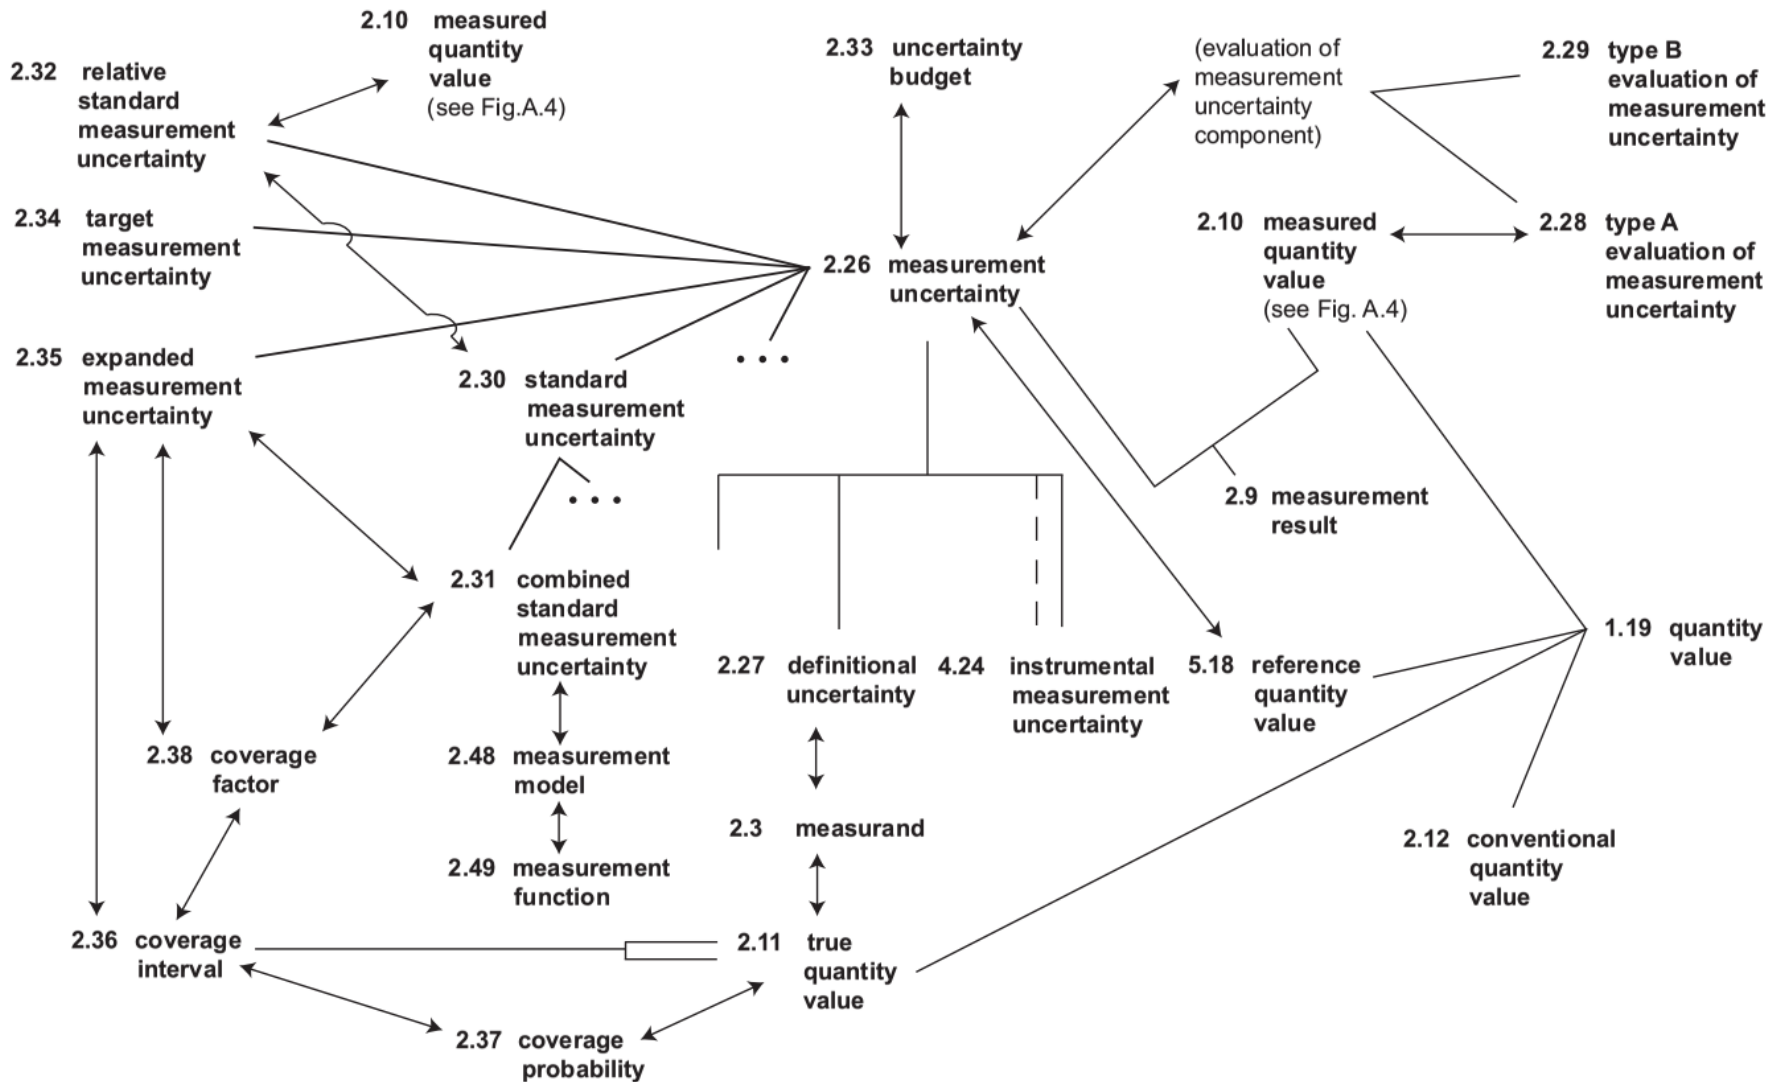 2.10 measured
quantity
value
(see Fig.A.4)
2.32 relative
standard
measurement
uncertainty
2.33 uncertainty
budget
(evaluation of
measurement
uncertainty
component)
2.29 type B
evaluation of
measurement
uncertainty
2.34 target
measurement
uncertainty
2.26 measurement
uncertainty
2.10 measured
quantity
value
(see Fig. A.4)
2.28 type A
evaluation of
measurement
uncertainty
2.35 expanded
measurement
uncertainty
2.30 standard
measurement
uncertainty
• • •
• • •
2.9 measurement
result
2.31 combined
standard
measurement
uncertainty
2.27 definitional
uncertainty
4.24 instrumental
measurement
uncertainty
5.18 reference
quantity
value
1.19 quantity
value
2.38 coverage
factor
2.48 measurement
model
2.3 measurand
2.12 conventional
quantity
value
2.49 measurement
function
2.36 coverage
interval
2.11 true
quantity
value
2.37 coverage
probability